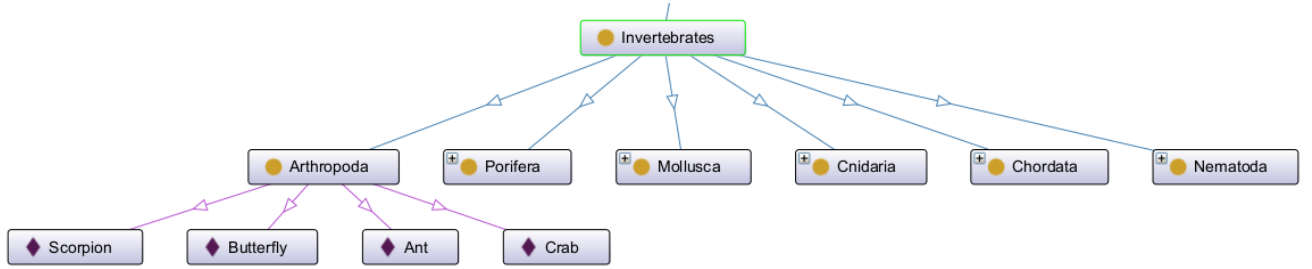 Invertebrates
Arthropoda
Porifera
Mollusca
Cnidaria
Chordata
Nematoda
Scorpion
Butterfly
Ant
Crab